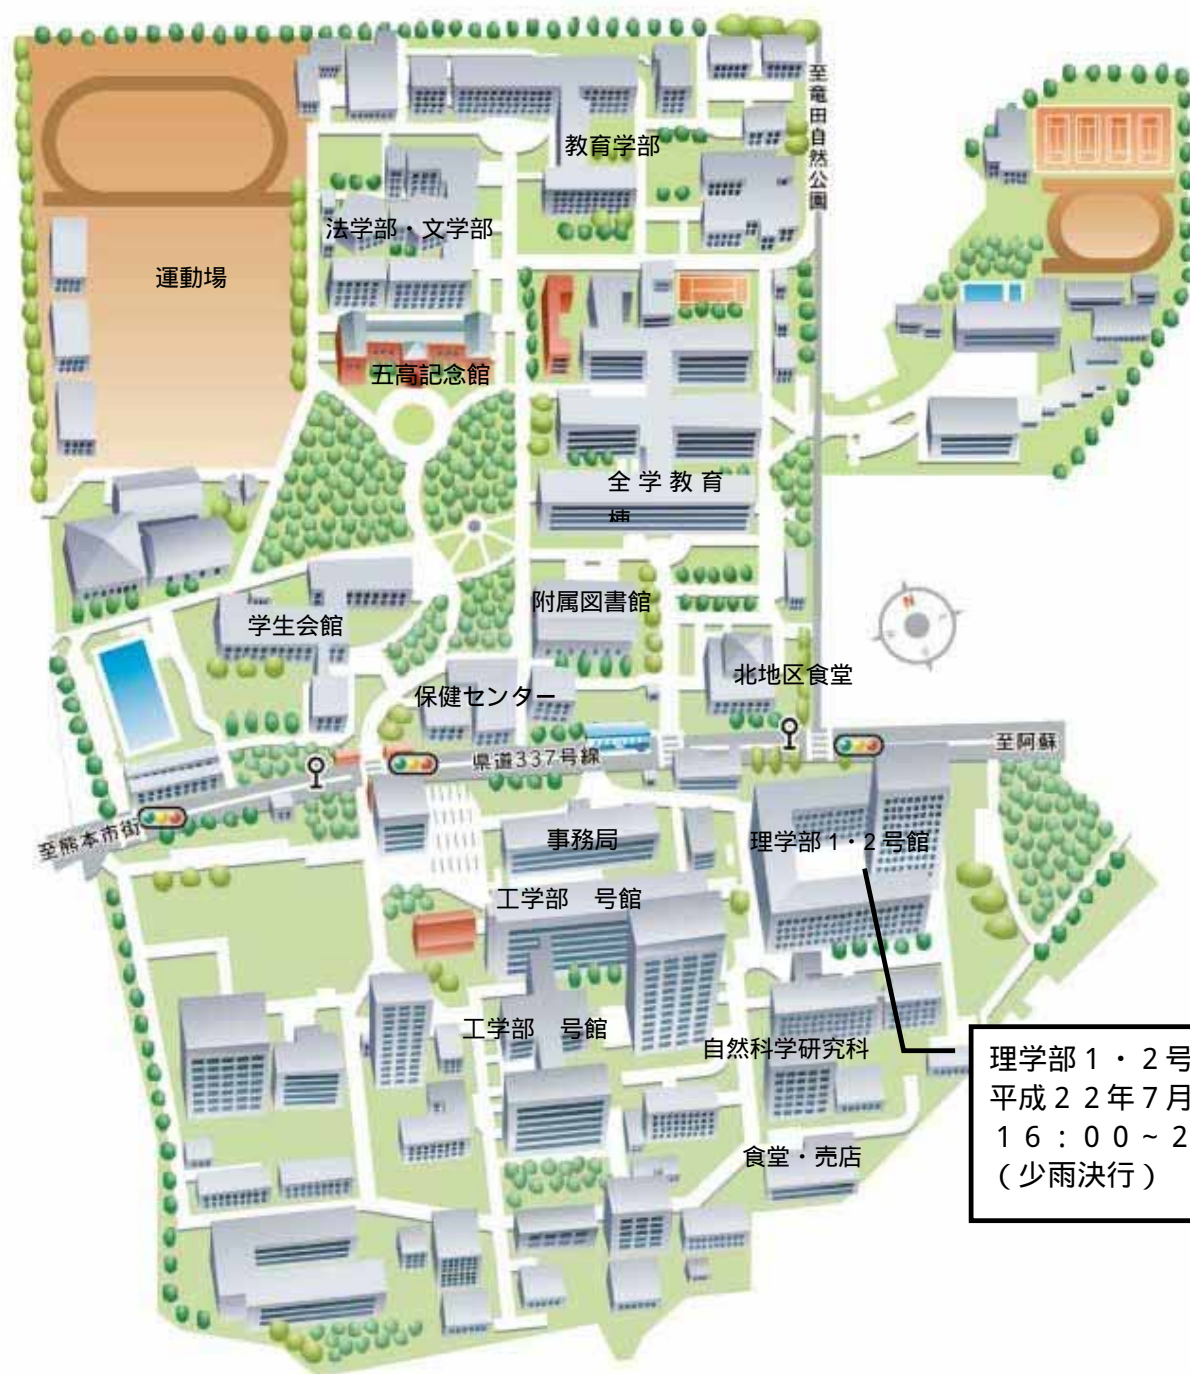 至竜田自然公園
教育学部
法学部・文学部
運動場
五高記念館
全学教育
棟
附属図書館
学生会館
N
北地区食堂
保健センター
県道337号線
至阿蘇
至熊本市街
事務局
理学部1・2号館
工学部 号館
工学部 号館
自然科学研究科
食堂・売店
理学部1・2号
平成22年7月
16:00~2
(少雨決行)